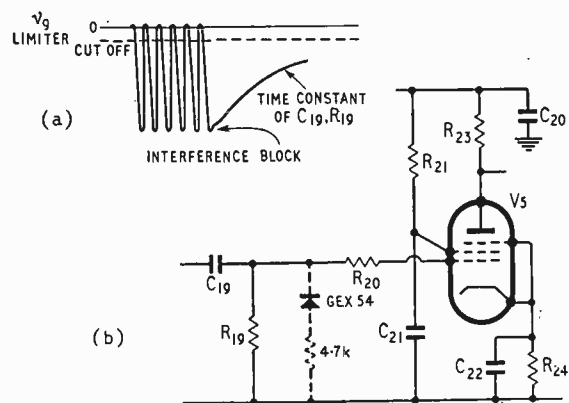 v9
LIMITER
0
CUT OFF
(a)
TIME CONSTANT
OF C19,R19
INTERFERENCE BLOCK
C20
R23
R21
V5
C19
R20
GEX 54
(b)
R19
4·7k
C21
C22
R24